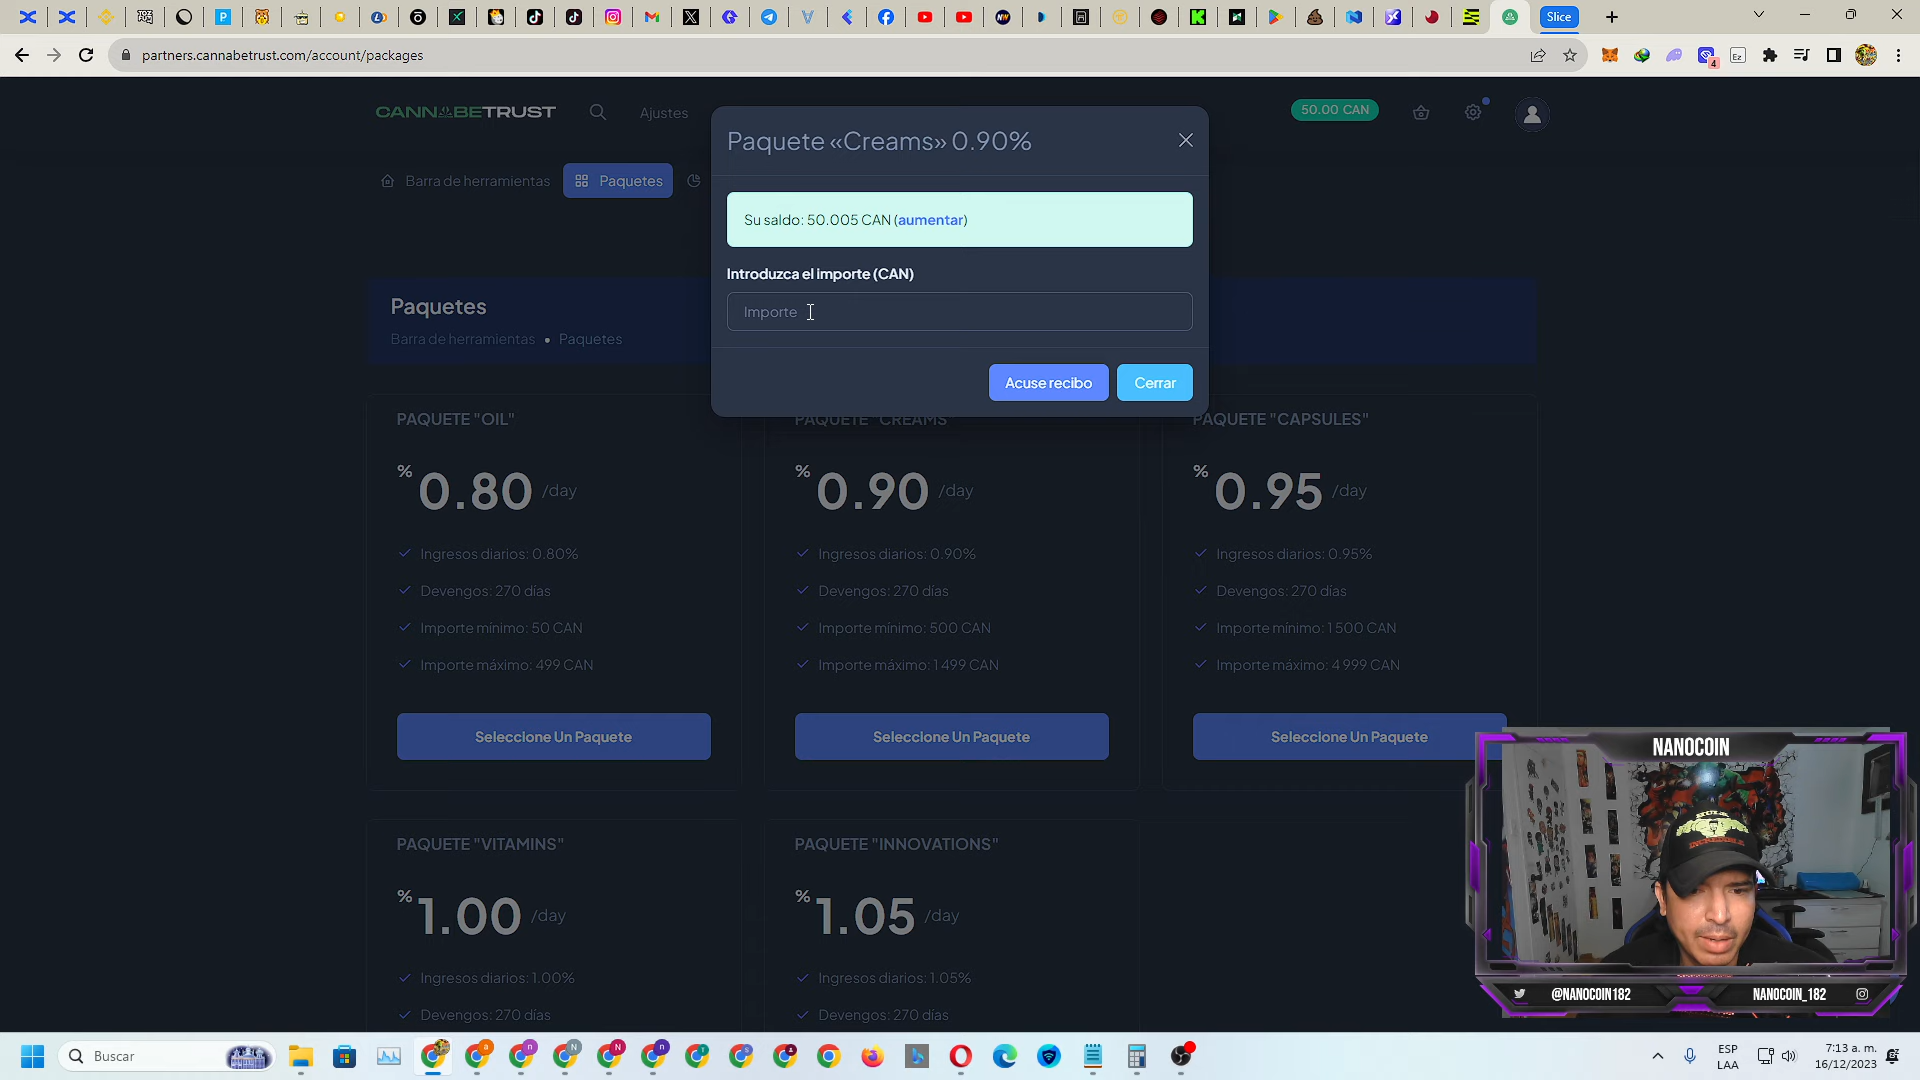 Slice
partners.cannabetrust.com/account/packages
4
Ez
CANNABETRUST
Ajustes
50.00 CAN
Barra de herramientas
Paquetes
Paquete «Creams» 0.90%
Su saldo: 50.005 CAN (aumentar)
Introduzca el importe (CAN)
Importe
Acuse recibo
Cerrar
Paquetes
Barra de herramientas • Paquetes
PAQUETE "OIL"
% 0.80 /day
Ingresos diarios: 0.80%
Devengos: 270 días
Importe mínimo: 50 CAN
Importe máximo: 499 CAN
Seleccione Un Paquete
PAQUETE "CREAMS"
% 0.90 /day
Ingresos diarios: 0.90%
Devengos: 270 días
Importe mínimo: 500 CAN
Importe máximo: 1 499 CAN
Seleccione Un Paquete
PAQUETE "CAPSULES"
% 0.95 /day
Ingresos diarios: 0.95%
Devengos: 270 días
Importe mínimo: 1 500 CAN
Importe máximo: 4 999 CAN
Seleccione Un Paquete
PAQUETE "VITAMINS"
% 1.00 /day
Ingresos diarios: 1.00%
Devengos: 270 días
PAQUETE "INNOVATIONS"
% 1.05 /day
Ingresos diarios: 1.05%
Devengos: 270 días
NANOCOIN
@NANOCOIN182
NANOCOIN_182
Buscar
ESP
LAA
7:13 a. m.
16/12/2023